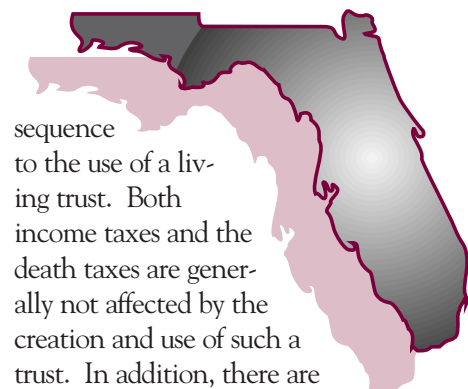 sequence
to the use of a liv-
ing trust. Both
income taxes and the
death taxes are gener-
ally not affected by the
creation and use of such a
trust. In addition, there are